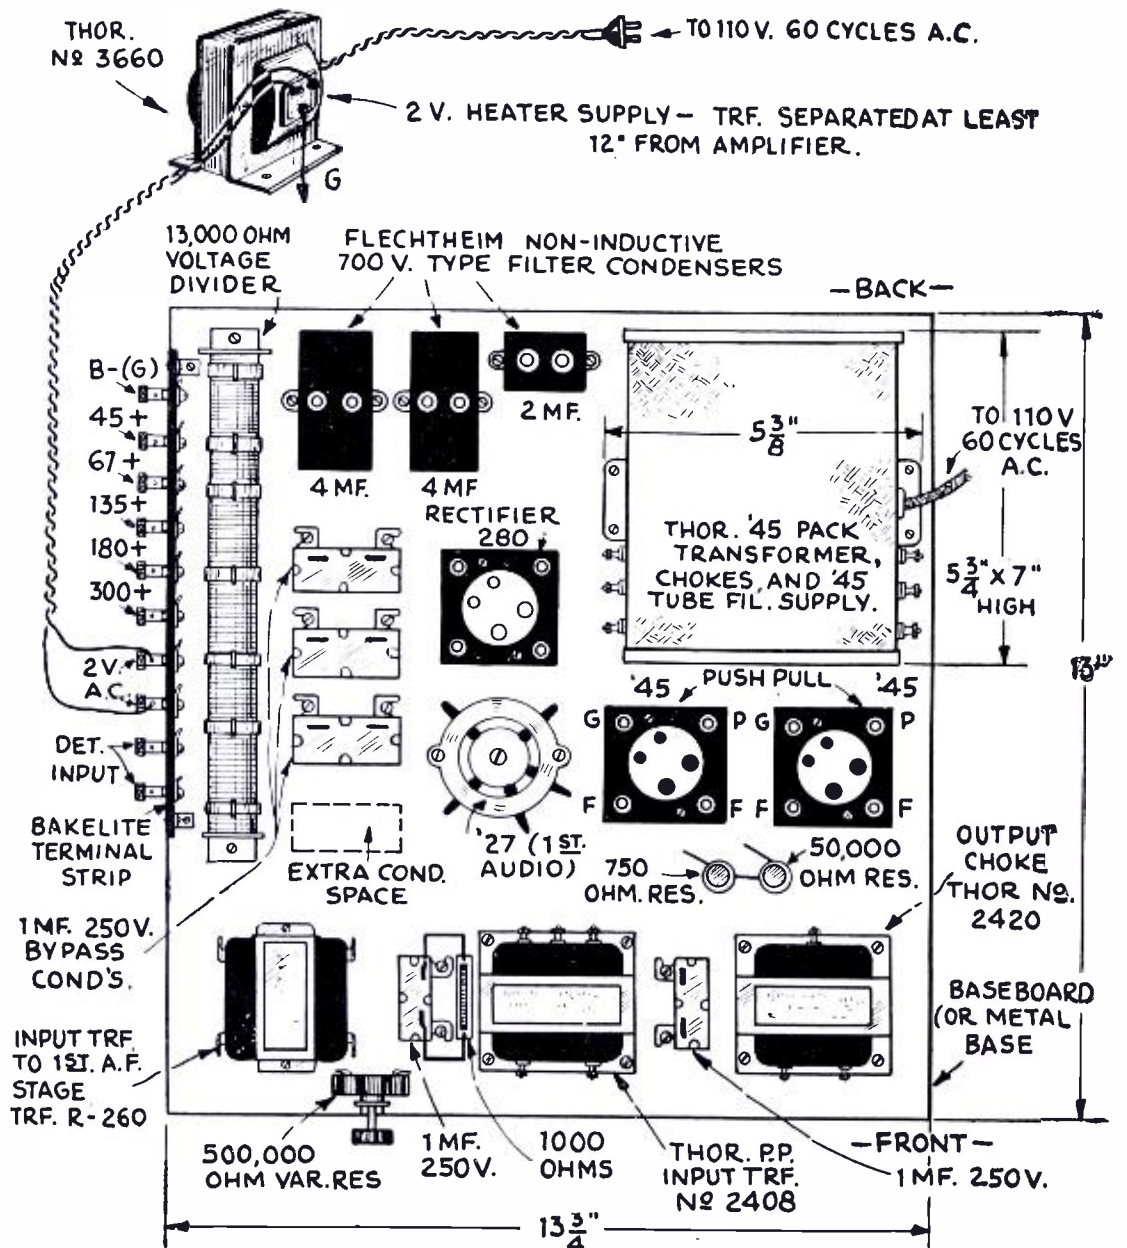 THOR.
Nº 3660
TO 110 V. 60 CYCLES A.C.
2 V. HEATER SUPPLY - TRF. SEPARATED AT LEAST
12" FROM AMPLIFIER.
G
13,000 OHM
VOLTAGE
DIVIDER
FLECHTHEIM NON-INDUCTIVE
700 V. TYPE FILTER CONDENSERS
-BACK-
B-(G)
45+
67+
135+
180+
300+
2 V.
A.C.
DET.
INPUT
BAKELITE
TERMINAL
STRIP
4 MF.
4 MF
2 MF.
RECTIFIER
280
5 3/8"
TO 110 V
60 CYCLES
A.C.
THOR. '45 PACK
TRANSFORMER,
CHOKES, AND '45
TUBE FIL. SUPPLY.
5 3/4" X 7"
HIGH
13"
'45
PUSH PULL
'45
G
P
G
P
F
F
F
F
'27 (1ST.
AUDIO)
EXTRA COND.
SPACE
750
OHM. RES.
50,000
OHM RES.
OUTPUT
CHOKE
THOR Nº.
2420
1 MF. 250 V.
BYPASS
COND'S.
BASEBOARD
(OR METAL
BASE
INPUT TRF.
TO 1ST. A.F.
STAGE
TRF. R-260
500,000
OHM VAR. RES
1 MF.
250 V.
1000
OHMS
THOR. P.P.
INPUT TRF.
Nº 2408
-FRONT-
1 MF. 250 V.
13 3/4"